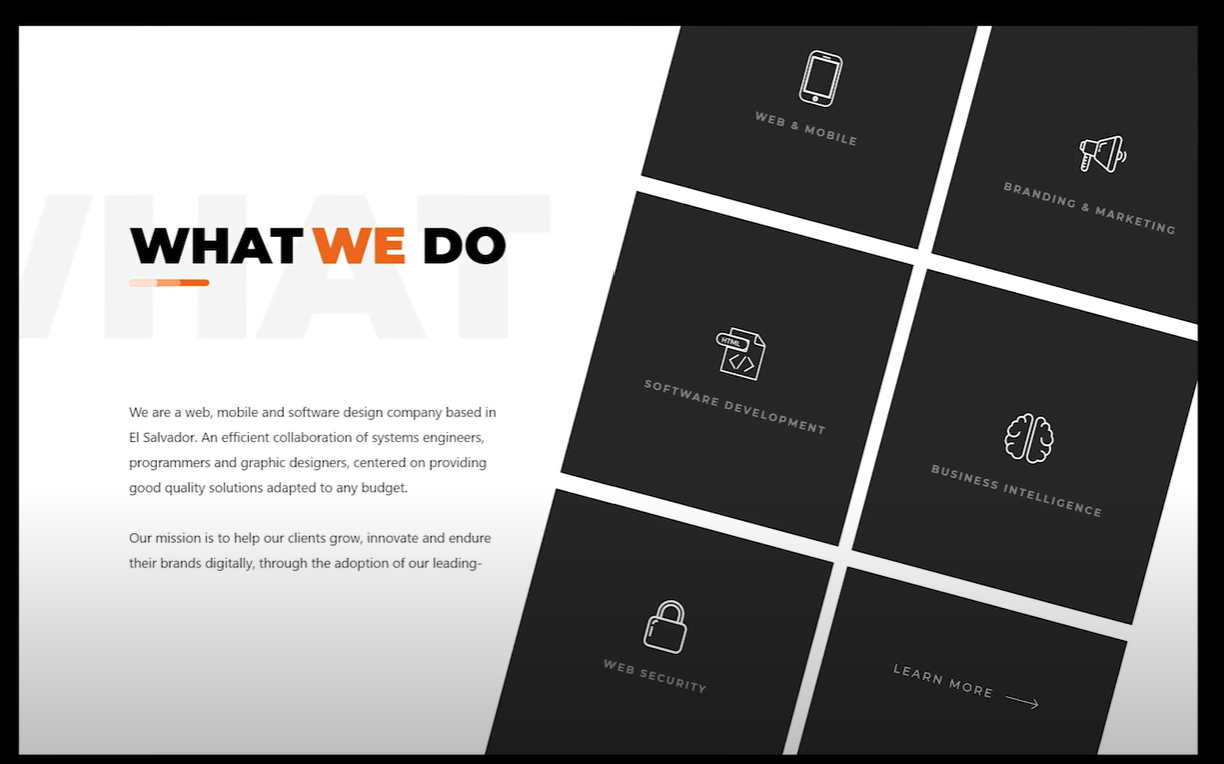 WHAT
WHAT WE DO
We are a web, mobile and software design company based in
El Salvador. An efficient collaboration of systems engineers,
programmers and graphic designers, centered on providing
good quality solutions adapted to any budget.
Our mission is to help our clients grow, innovate and endure
their brands digitally, through the adoption of our leading-
WEB & MOBILE
BRANDING & MARKETING
HTML
SOFTWARE DEVELOPMENT
BUSINESS INTELLIGENCE
WEB SECURITY
LEARN MORE